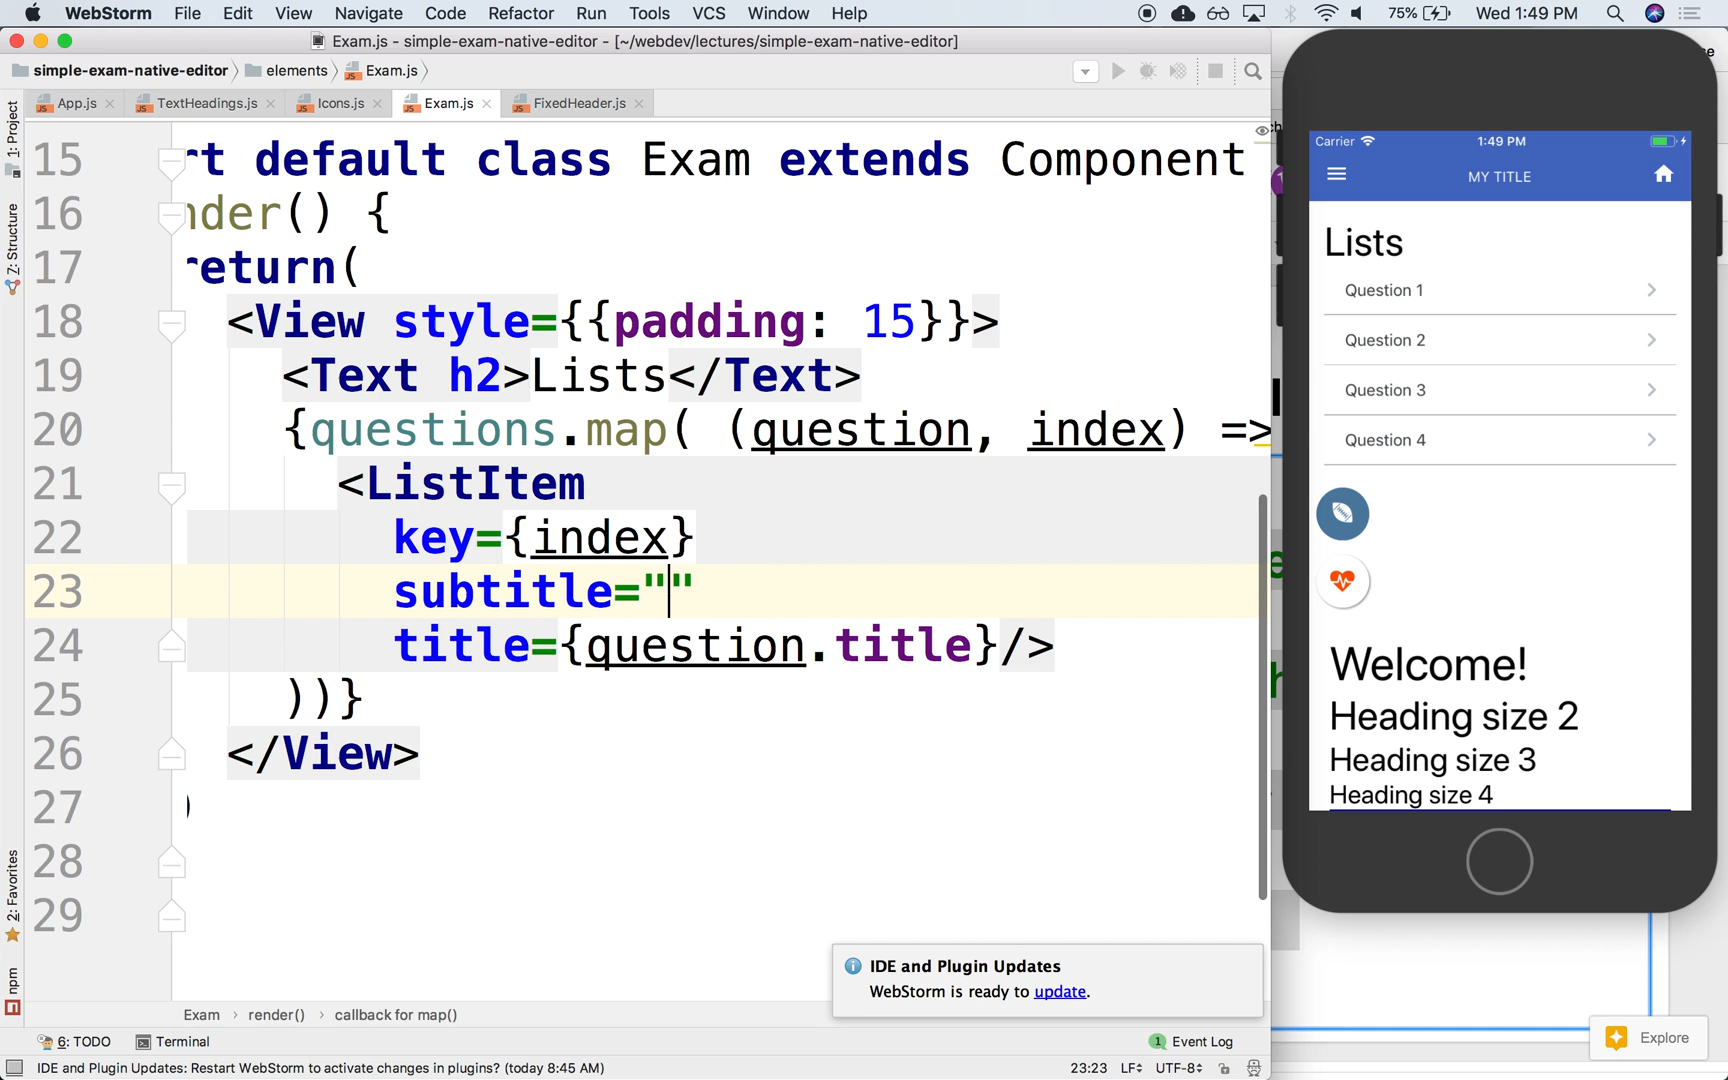 WebStorm File Edit View Navigate Code Refactor Run Tools VCS Window Help 75% Wed 1:49 PM
Exam.js - simple-exam-native-editor - [~/webdev/lectures/simple-exam-native-editor]
simple-exam-native-editor elements Exam.js
App.js TextHeadings.js Icons.js Exam.js FixedHeader.js
1: Project
7: Structure
2: Favorites
npm
15 rt default class Exam extends Component
16 nder() {
17 return(
18 <View style={{padding: 15}}>
19 <Text h2>Lists</Text>
20 {questions.map( (question, index) =>
21 <ListItem
22 key={index}
23 subtitle=""
24 title={question.title}/>
25 ))}
26 </View>
27 )
28
29
IDE and Plugin Updates
WebStorm is ready to update.
Exam render() callback for map()
6: TODO Terminal 1 Event Log
IDE and Plugin Updates: Restart WebStorm to activate changes in plugins? (today 8:45 AM) 23:23 LF UTF-8
Carrier 1:49 PM
MY TITLE
Lists
Question 1
Question 2
Question 3
Question 4
Welcome!
Heading size 2
Heading size 3
Heading size 4
Explore